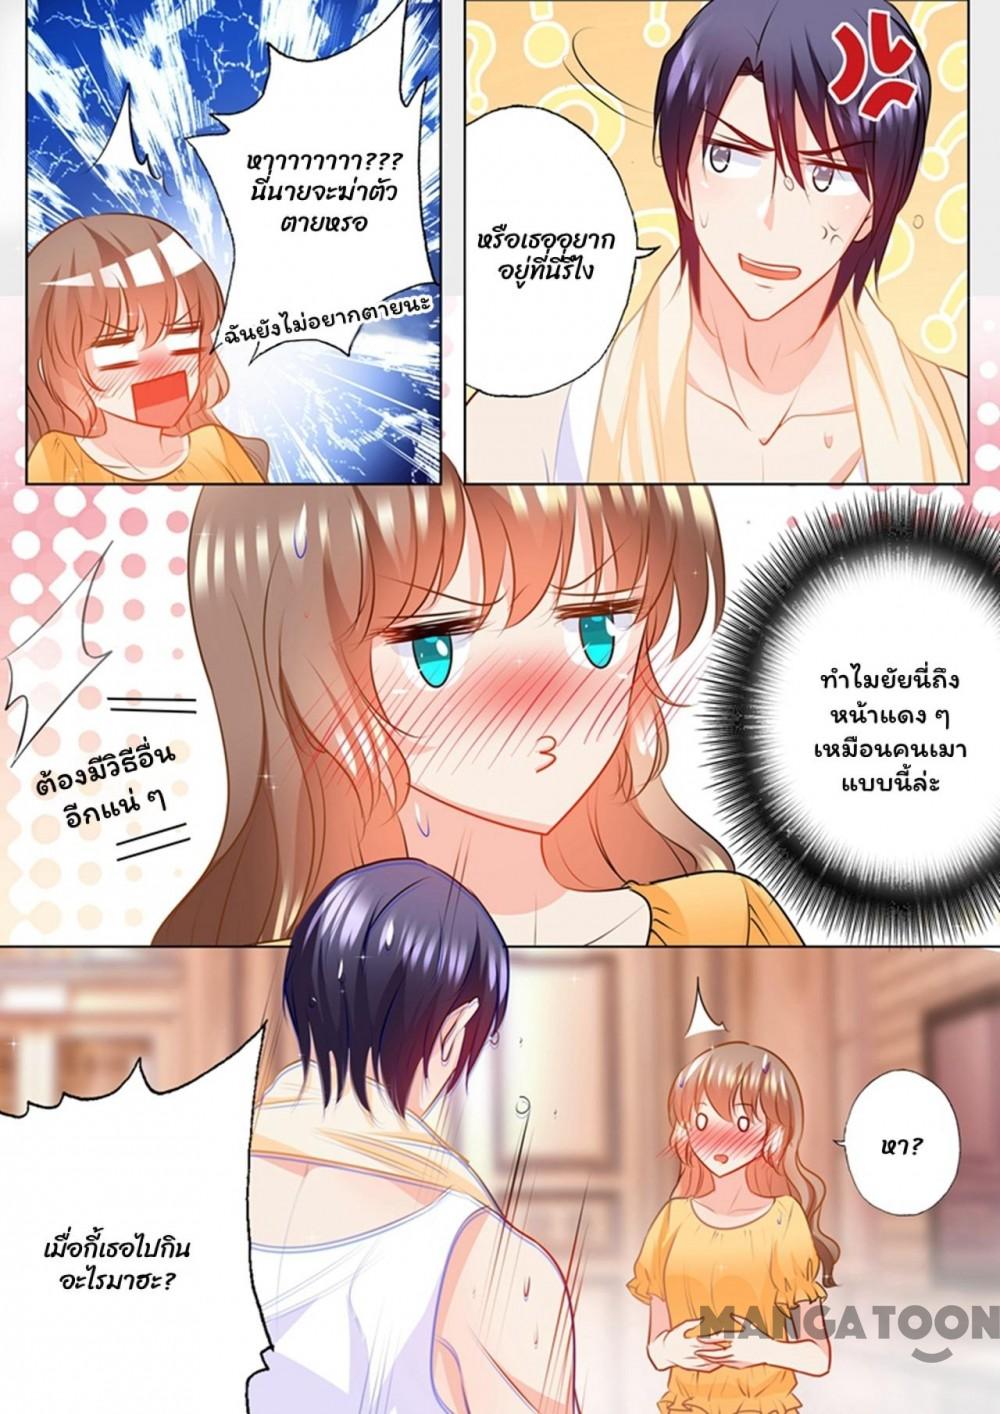 หาาาาาาาา???
นี่นายจะฆ่าตัว
ตายหรอ
ฉันยังไม่อยากตายนะ
หรือเธออยาก
อยู่ที่นี่รึไง
ต้องมีวิธีอื่น
อีกแน่ ๆ
ทำไมยัยนี่ถึง
หน้าแดง ๆ
เหมือนคนเมา
แบบนี้ล่ะ
หา?
เมื่อกี้เธอไปกิน
อะไรมาฮะ?
MANGATOON